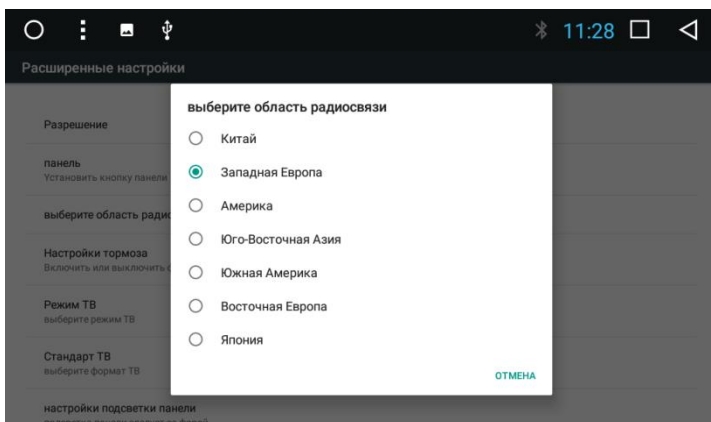 11:28
Расширенные настройки
Разрешение
панель
Установить кнопку панели
выберите область радио
Настройки тормоза
Включить или выключить
Режим ТВ
выберите режим ТВ
Стандарт ТВ
выберите формат ТВ
настройки подсветки панели
выберите область радиосвязи
Китай
Западная Европа
Америка
Юго-Восточная Азия
Южная Америка
Восточная Европа
Япония
ОТМЕНА